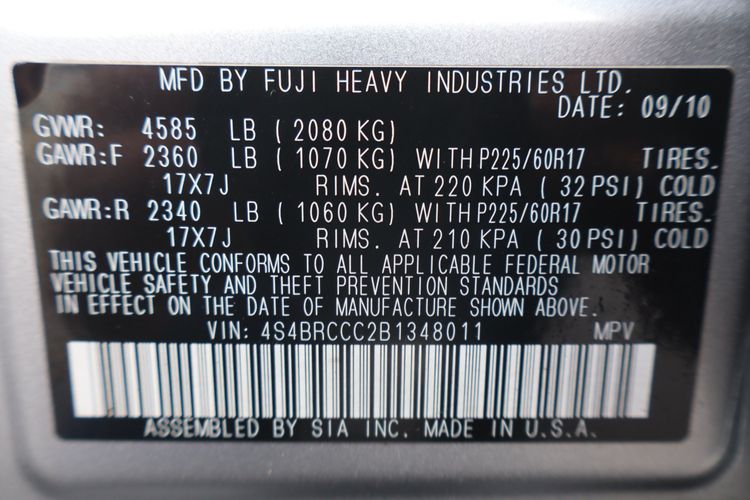 MFD BY FUJI HEAVY INDUSTRIES LTD.
DATE: 09/10
GVWR: 4585 LB ( 2080 KG)
GAWR:F 2360 LB ( 1070 KG) WITH P225/60R17 TIRES.
17X7J RIMS. AT 220 KPA ( 32 PSI) COLD
GAWR:R 2340 LB ( 1060 KG) WITH P225/60R17 TIRES.
17X7J RIMS. AT 210 KPA ( 30 PSI) COLD
THIS VEHICLE CONFORMS TO ALL APPLICABLE FEDERAL MOTOR
VEHICLE SAFETY AND THEFT PREVENTION STANDARDS
IN EFFECT ON THE DATE OF MANUFACTURE SHOWN ABOVE.
VIN: 4S4BRCCC2B1348011 MPV
ASSEMBLED BY SIA INC. MADE IN U.S.A.